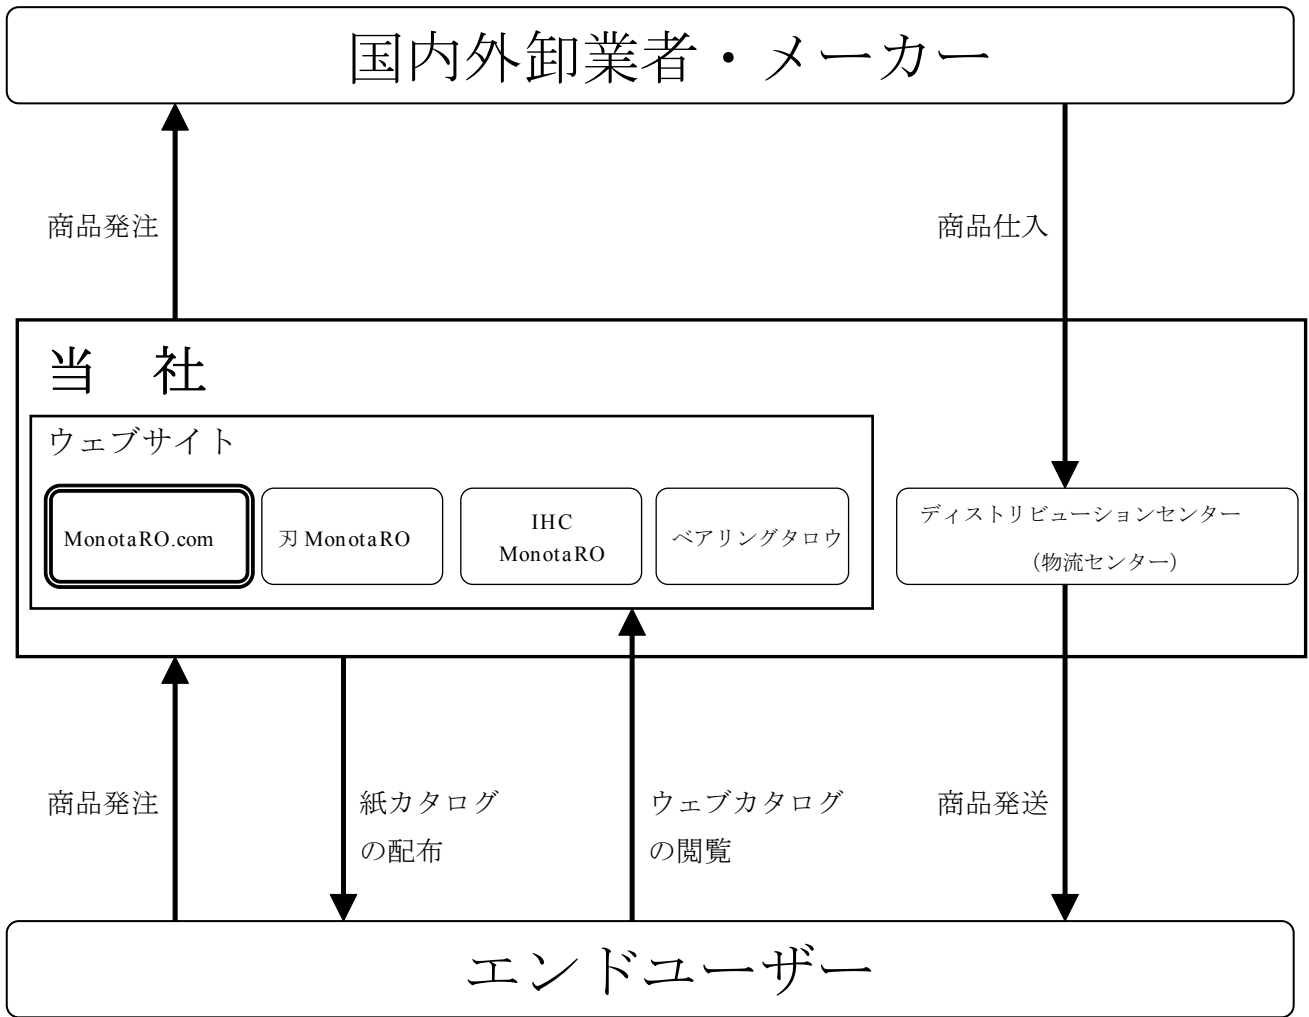 国内外卸業者・メーカー
商品発注
商品仕入
当　社
ウェブサイト
MonotaRO.com
刃 MonotaRO
IHC
MonotaRO
ベアリングタロウ
ディストリビューションセンター
（物流センター）
商品発注
紙カタログ
の配布
ウェブカタログ
の閲覧
商品発送
エンドユーザー